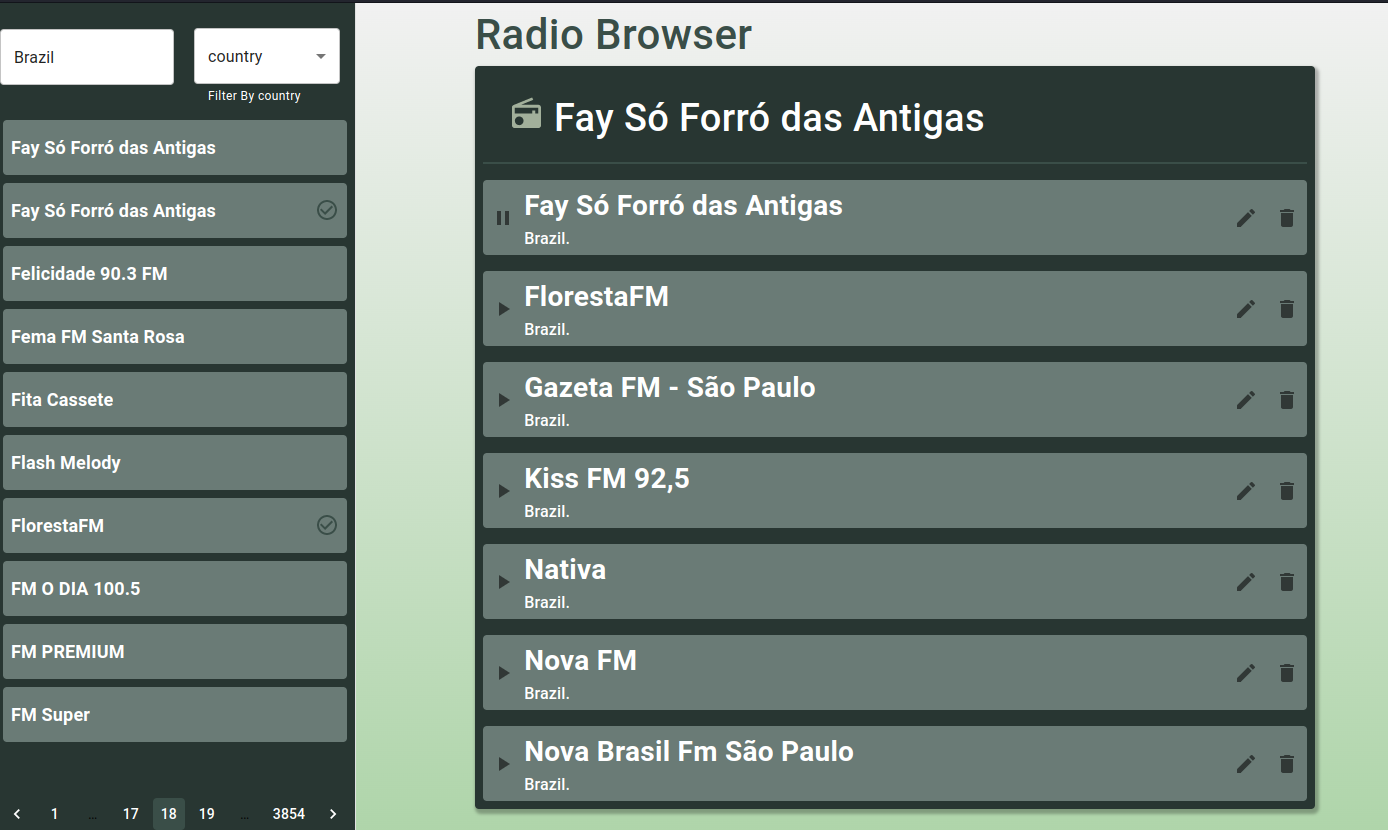 Brazil
country
Filter By country
Fay Só Forró das Antigas
Fay Só Forró das Antigas
Felicidade 90.3 FM
Fema FM Santa Rosa
Fita Cassete
Flash Melody
FlorestaFM
FM O DIA 100.5
FM PREMIUM
FM Super
1 ... 17 18 19 ... 3854
Radio Browser
Fay Só Forró das Antigas
Fay Só Forró das Antigas
Brazil.
FlorestaFM
Brazil.
Gazeta FM - São Paulo
Brazil.
Kiss FM 92,5
Brazil.
Nativa
Brazil.
Nova FM
Brazil.
Nova Brasil Fm São Paulo
Brazil.